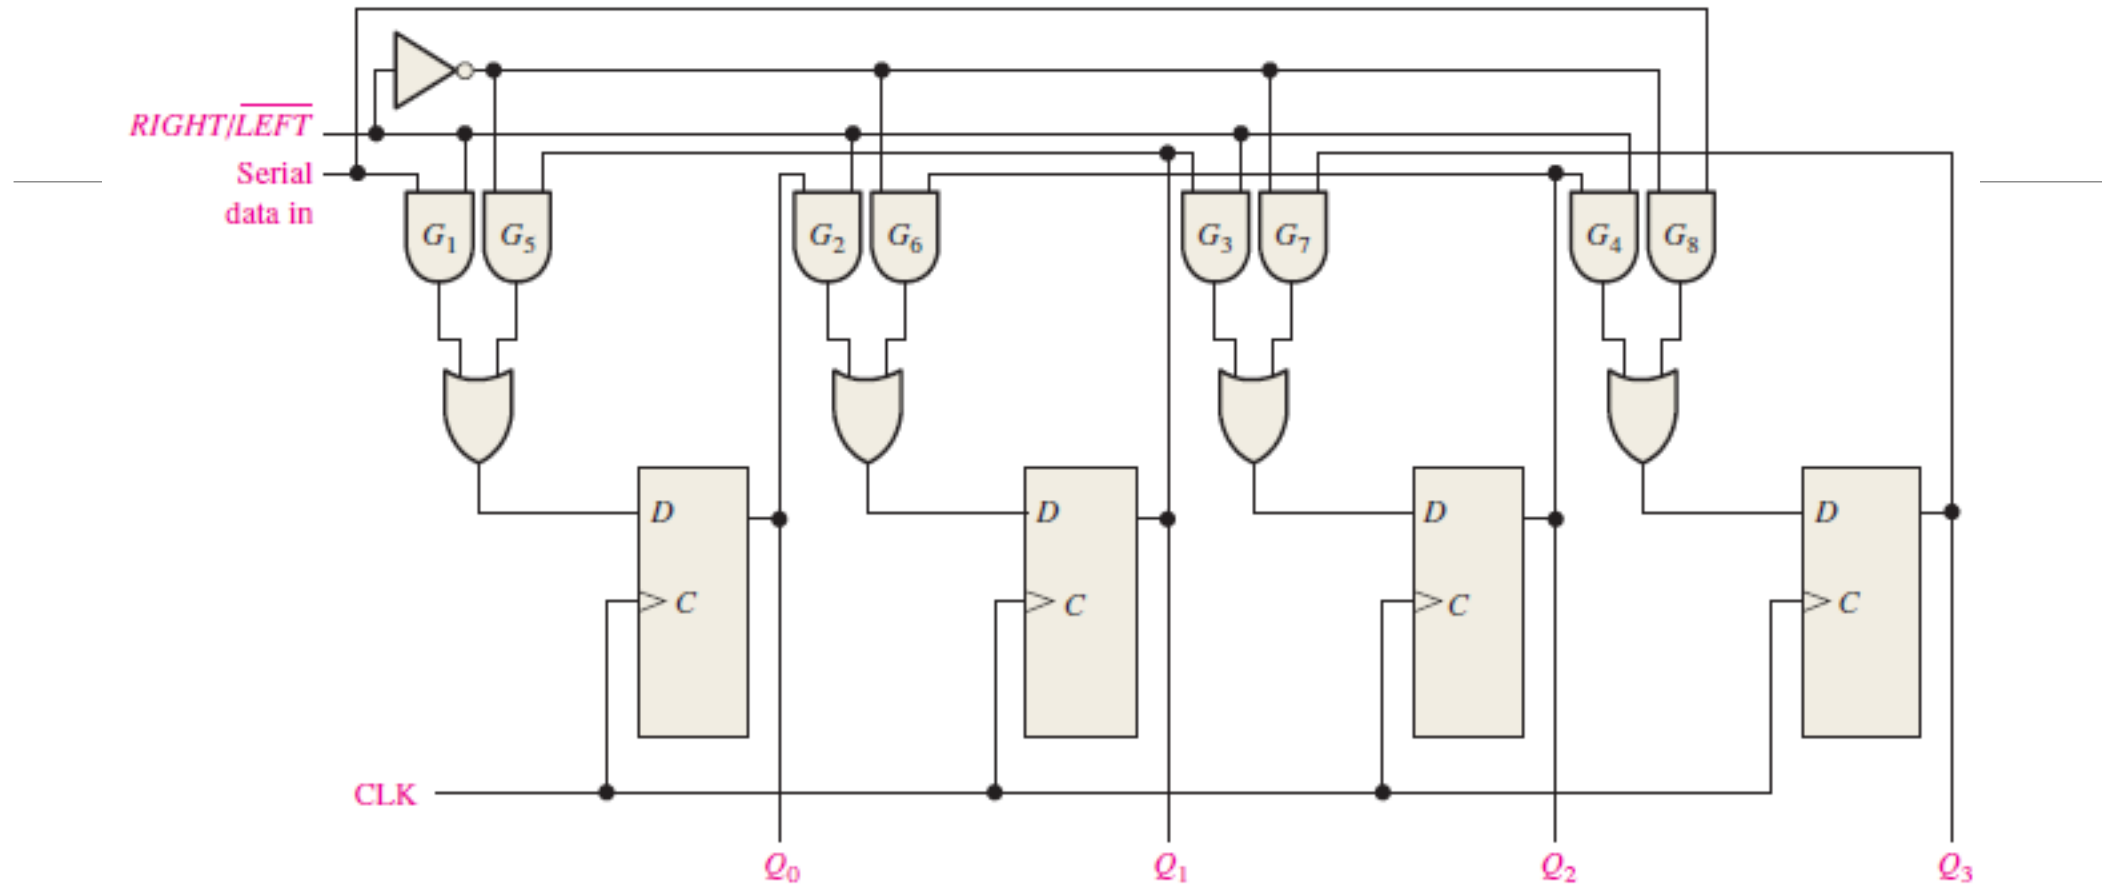 RIGHT/LEFT
Serial
data in
G1 G5 G2 G6 G3 G7 G4 G8
D D D D
C C C C
CLK
Q0 Q1 Q2 Q3